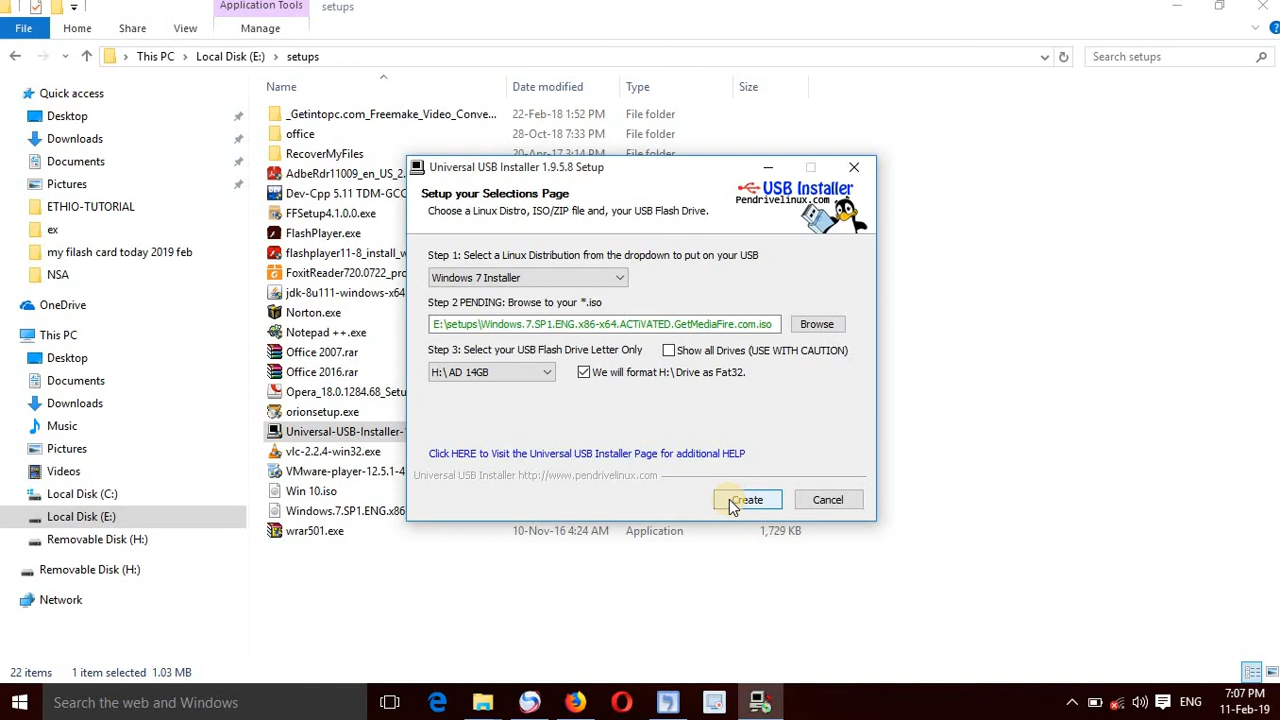 Application Tools
setups
File
Home
Share
View
Manage
This PC
Local Disk (E:)
setups
Search setups
Name
Date modified
Type
Size
Quick access
Desktop
Downloads
Documents
Pictures
ETHIO-TUTORIAL
ex
my filash card today 2019 feb
NSA
OneDrive
This PC
Desktop
Documents
Downloads
Music
Pictures
Videos
Local Disk (C:)
Local Disk (E:)
Removable Disk (H:)
Removable Disk (H:)
Network
_Getintopc.com_Freemake_Video_Conve... 22-Feb-18 1:52 PM File folder
office 28-Oct-18 7:33 PM File folder
RecoverMyFiles 20-Apr-17 3:14 PM File folder
AdbeRdr11009_en_US_2.
Dev-Cpp 5.11 TDM-GCC
FFSetup4.1.0.0.exe
FlashPlayer.exe
flashplayer11-8_install_w
FoxitReader720.0722_pro
jdk-8u111-windows-x64
Norton.exe
Notepad ++.exe
Office 2007.rar
Office 2016.rar
Opera_18.0.1284.68_Setu
orionsetup.exe
Universal-USB-Installer-
vlc-2.2.4-win32.exe
VMware-player-12.5.1-4
Win 10.iso
Windows.7.SP1.ENG.x86
wrar501.exe 10-Nov-16 4:24 AM Application 1,729 KB
Universal USB Installer 1.9.5.8 Setup
Setup your Selections Page
Choose a Linux Distro, ISO/ZIP file and, your USB Flash Drive.
USB Installer
Pendrivelinux.com
Step 1: Select a Linux Distribution from the dropdown to put on your USB
Windows 7 Installer
Step 2 PENDING: Browse to your *.iso
E:\setups\Windows.7.SP1.ENG.x86-x64.ACTiVATED.GetMediaFire.com.iso
Browse
Step 3: Select your USB Flash Drive Letter Only
Show all Drives (USE WITH CAUTION)
H:\ AD 14GB
We will format H:\ Drive as Fat32.
Click HERE to Visit the Universal USB Installer Page for additional HELP
Universal USB Installer http://www.pendrivelinux.com
Create
Cancel
22 items
1 item selected 1.03 MB
Search the web and Windows
ENG
7:07 PM
11-Feb-19